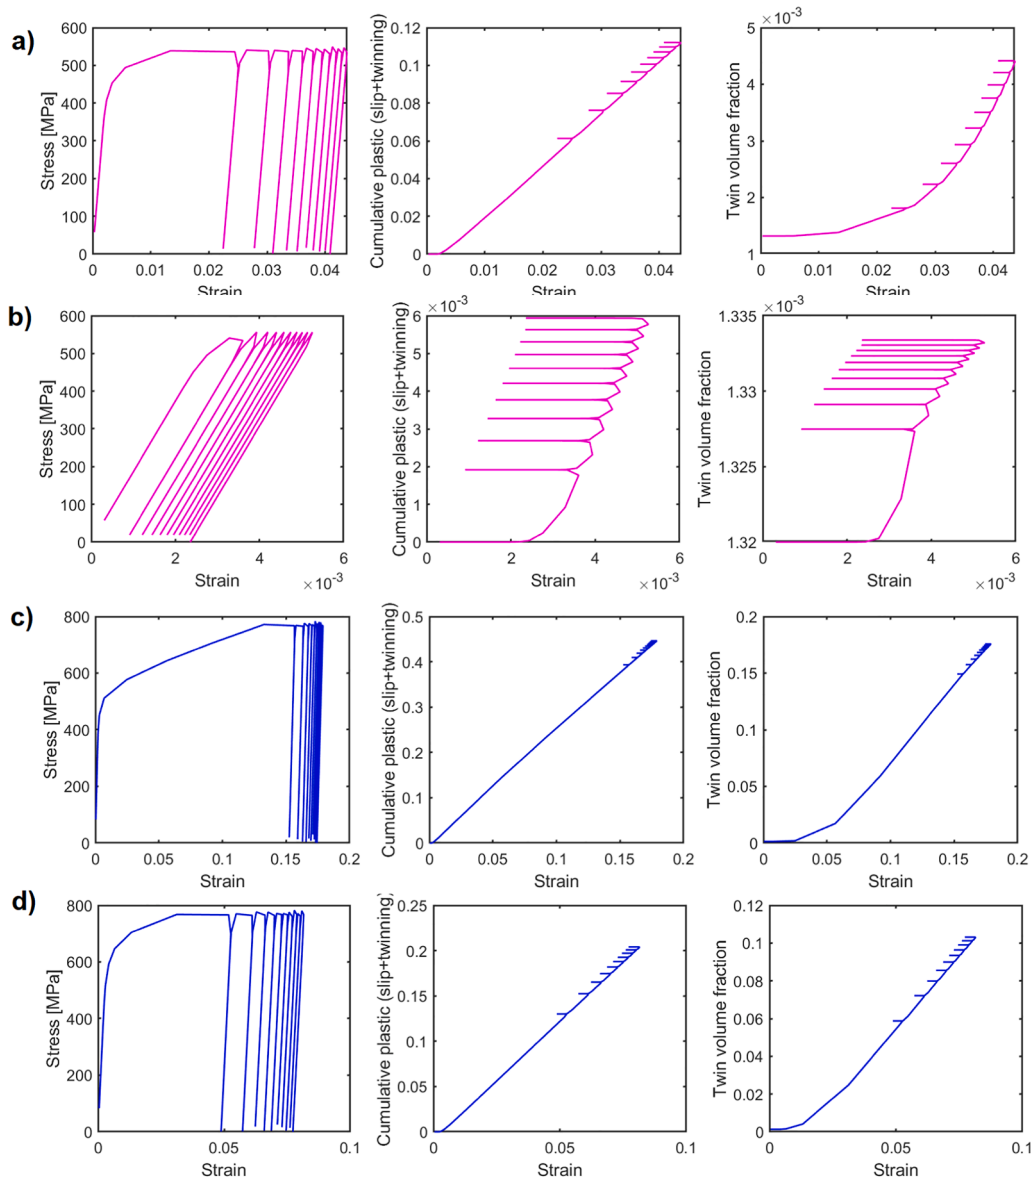 a)
Stress [MPa]
600
500
400
300
200
100
0
0 0.01 0.02 0.03 0.04
Strain
Cumulative plastic (slip+twinning)
0.12
0.1
0.08
0.06
0.04
0.02
0
0 0.01 0.02 0.03 0.04
Strain
Twin volume fraction
×10⁻³
5
4
3
2
1
0 0.01 0.02 0.03 0.04
Strain
b)
Stress [MPa]
600
500
400
300
200
100
0
0 2 4 6
Strain ×10⁻³
Cumulative plastic (slip+twinning)
×10⁻³
6
5
4
3
2
1
0
2 4 6
Strain ×10⁻³
Twin volume fraction
×10⁻³
1.335
1.33
1.325
1.32
0 2 4 6
Strain ×10⁻³
c)
Stress [MPa]
800
600
400
200
0
0 0.05 0.1 0.15 0.2
Strain
Cumulative plastic (slip+twinning)
0.5
0.4
0.3
0.2
0.1
0
0 0.05 0.1 0.15 0.2
Strain
Twin volume fraction
0.2
0.15
0.1
0.05
0
0 0.05 0.1 0.15 0.2
Strain
d)
Stress [MPa]
800
600
400
200
0
0 0.05 0.1
Strain
Cumulative plastic (slip+twinning)
0.25
0.2
0.15
0.1
0.05
0
0 0.05 0.1
Strain
Twin volume fraction
0.12
0.1
0.08
0.06
0.04
0.02
0
0 0.05 0.1
Strain